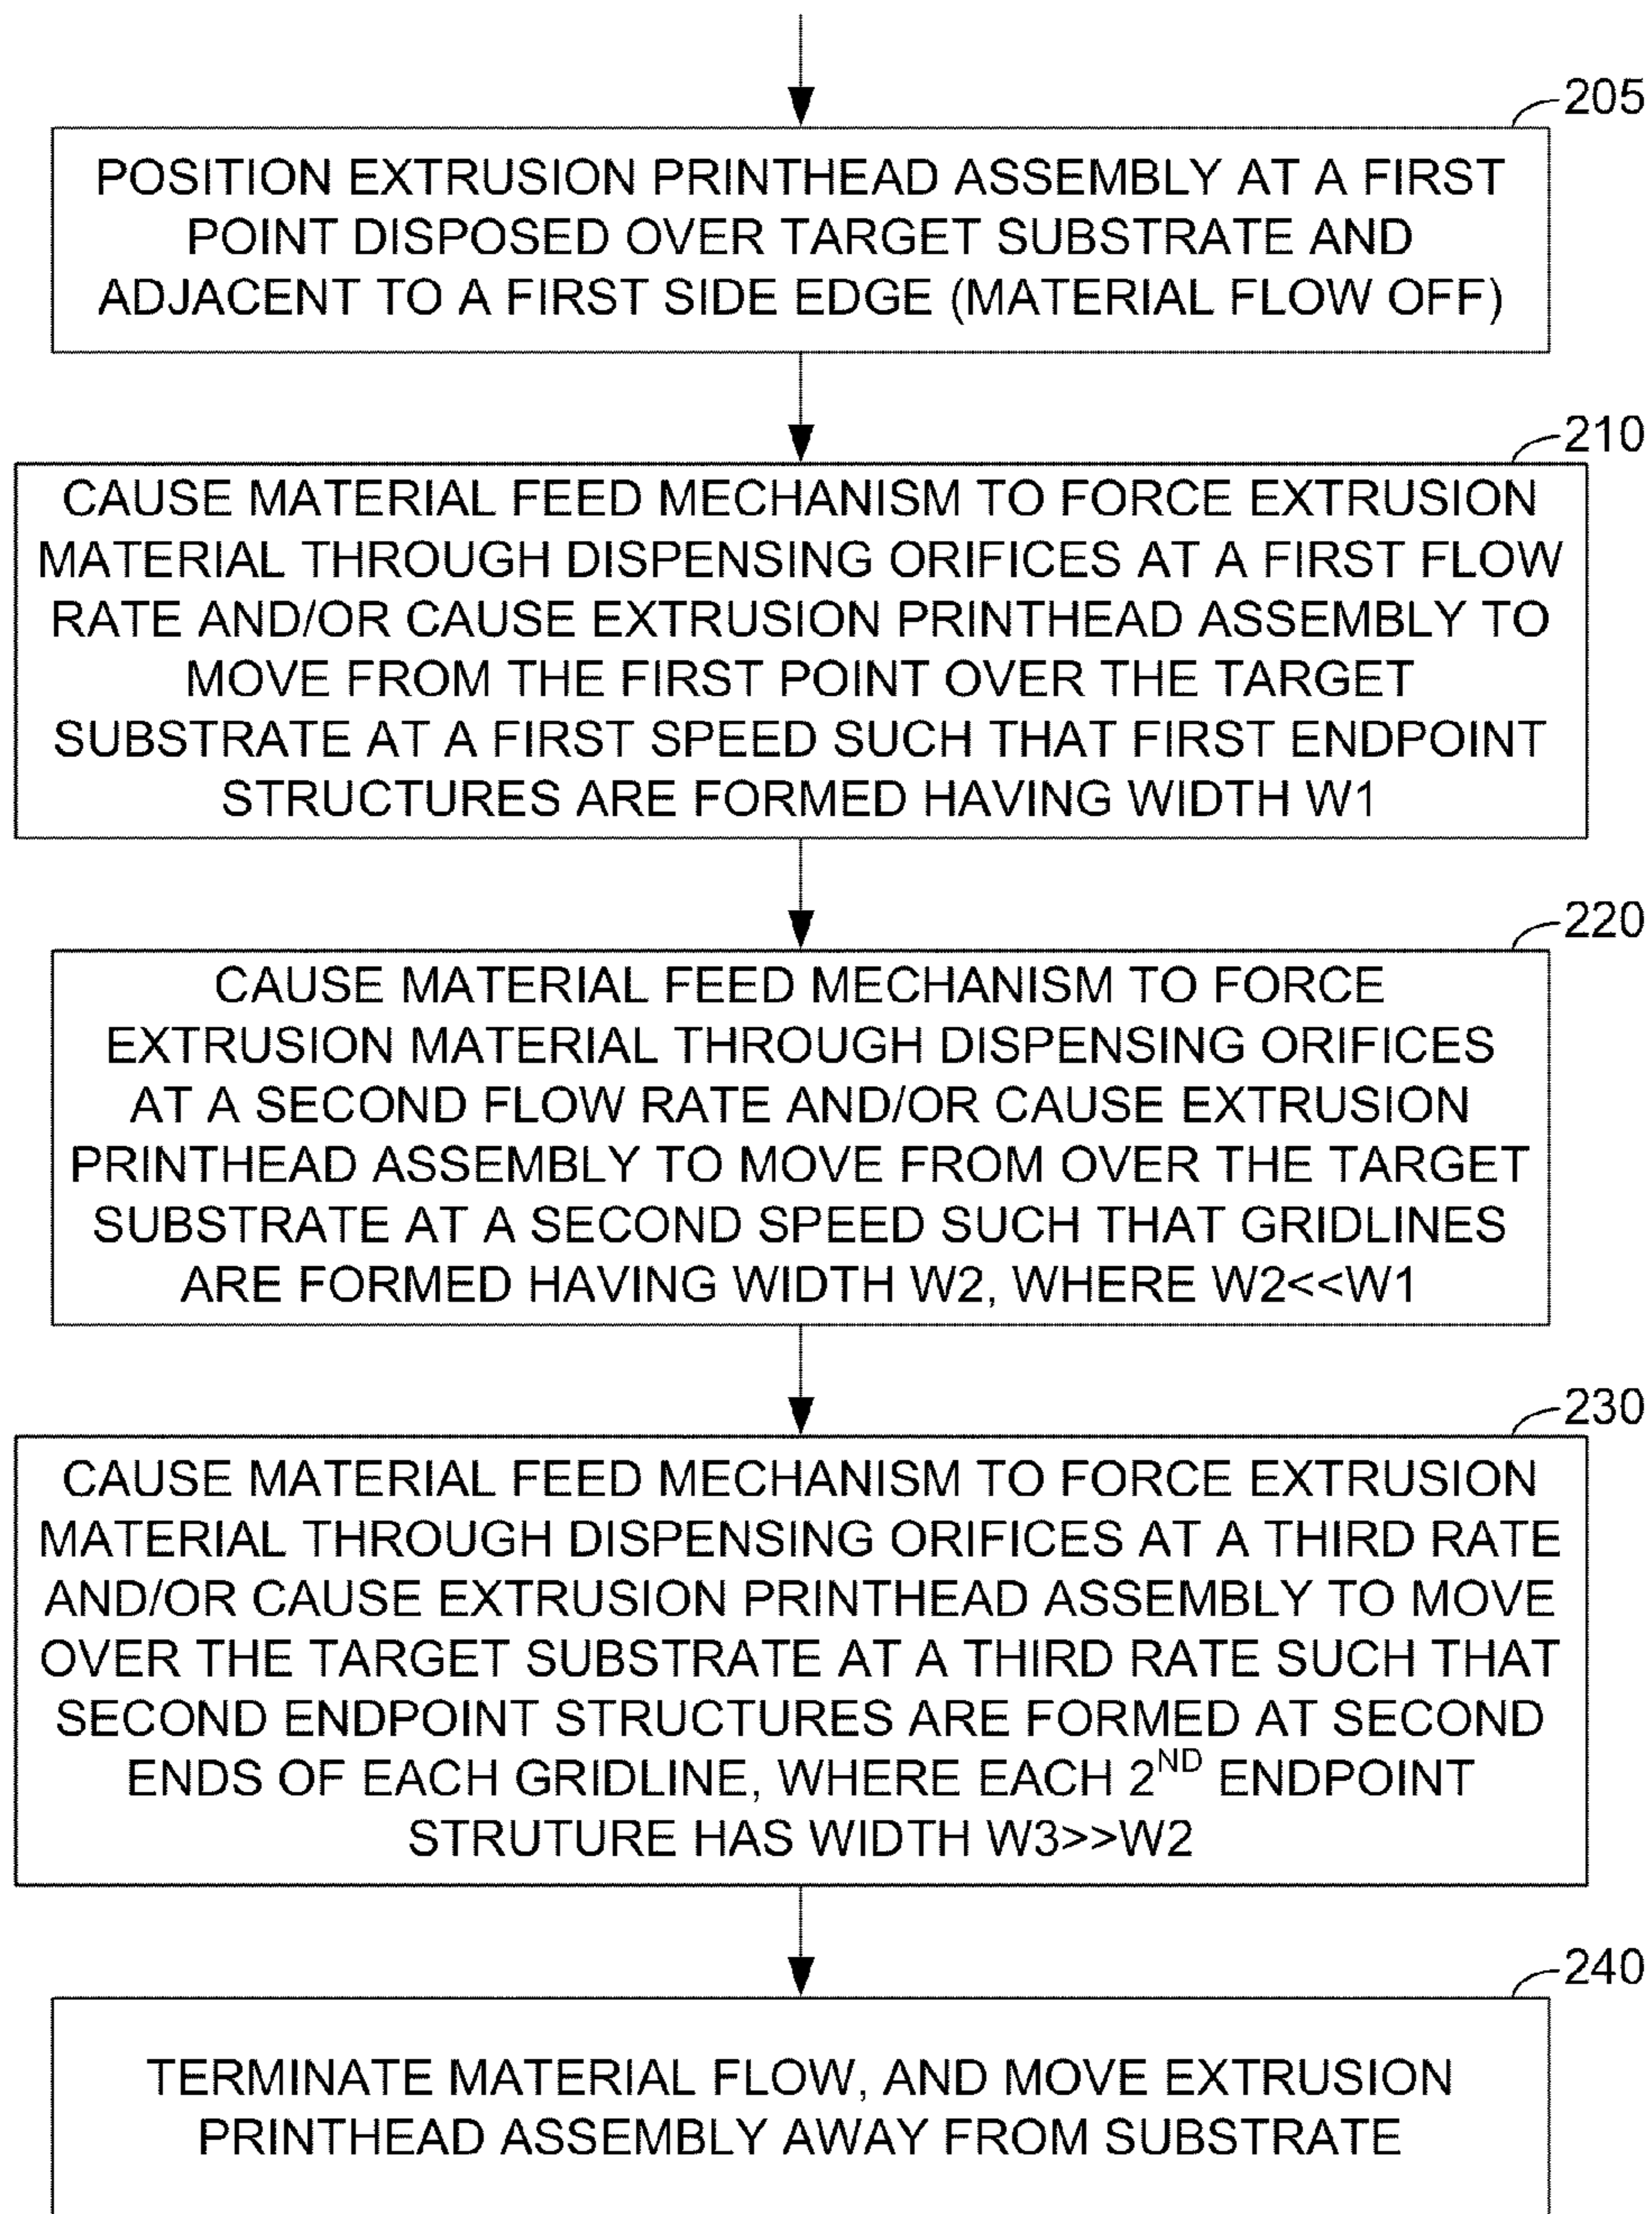 205
POSITION EXTRUSION PRINTHEAD ASSEMBLY AT A FIRST
POINT DISPOSED OVER TARGET SUBSTRATE AND
ADJACENT TO A FIRST SIDE EDGE (MATERIAL FLOW OFF)
210
CAUSE MATERIAL FEED MECHANISM TO FORCE EXTRUSION
MATERIAL THROUGH DISPENSING ORIFICES AT A FIRST FLOW
RATE AND/OR CAUSE EXTRUSION PRINTHEAD ASSEMBLY TO
MOVE FROM THE FIRST POINT OVER THE TARGET
SUBSTRATE AT A FIRST SPEED SUCH THAT FIRST ENDPOINT
STRUCTURES ARE FORMED HAVING WIDTH W1
220
CAUSE MATERIAL FEED MECHANISM TO FORCE
EXTRUSION MATERIAL THROUGH DISPENSING ORIFICES
AT A SECOND FLOW RATE AND/OR CAUSE EXTRUSION
PRINTHEAD ASSEMBLY TO MOVE FROM OVER THE TARGET
SUBSTRATE AT A SECOND SPEED SUCH THAT GRIDLINES
ARE FORMED HAVING WIDTH W2, WHERE W2<<W1
230
CAUSE MATERIAL FEED MECHANISM TO FORCE EXTRUSION
MATERIAL THROUGH DISPENSING ORIFICES AT A THIRD RATE
AND/OR CAUSE EXTRUSION PRINTHEAD ASSEMBLY TO MOVE
OVER THE TARGET SUBSTRATE AT A THIRD RATE SUCH THAT
SECOND ENDPOINT STRUCTURES ARE FORMED AT SECOND
ENDS OF EACH GRIDLINE, WHERE EACH 2ND ENDPOINT
STRUTURE HAS WIDTH W3>>W2
240
TERMINATE MATERIAL FLOW, AND MOVE EXTRUSION
PRINTHEAD ASSEMBLY AWAY FROM SUBSTRATE